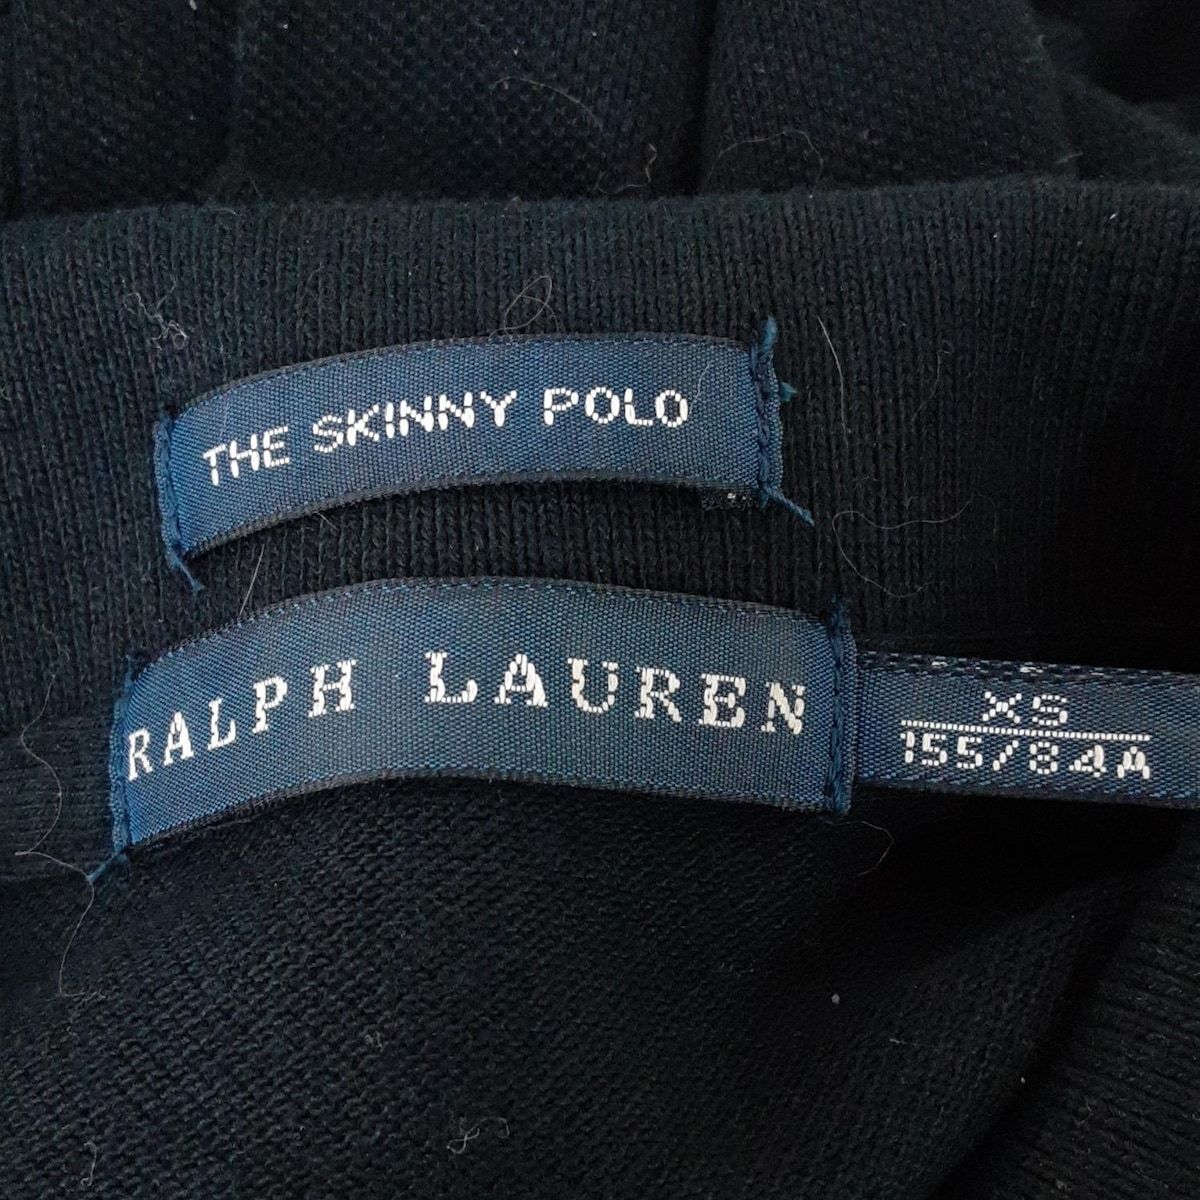 THE SKINNY POLO
RALPH LAUREN
XS
155/84A